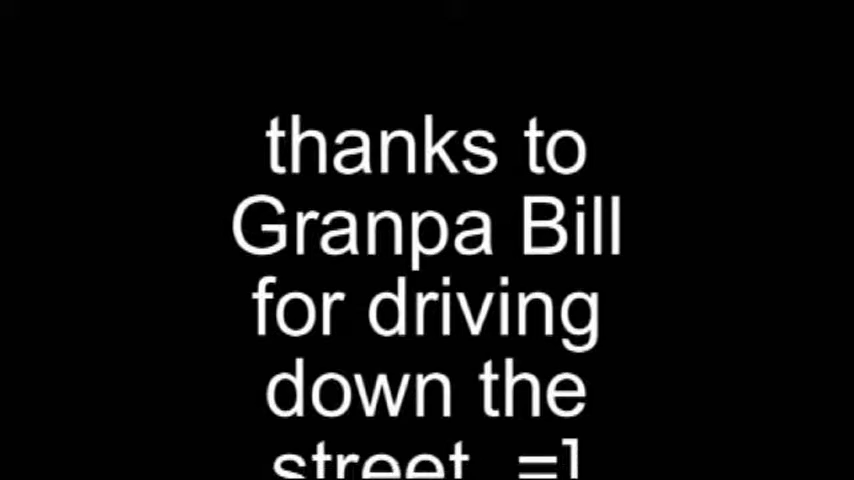 thanks to
Granpa Bill
for driving
down the
street  =]